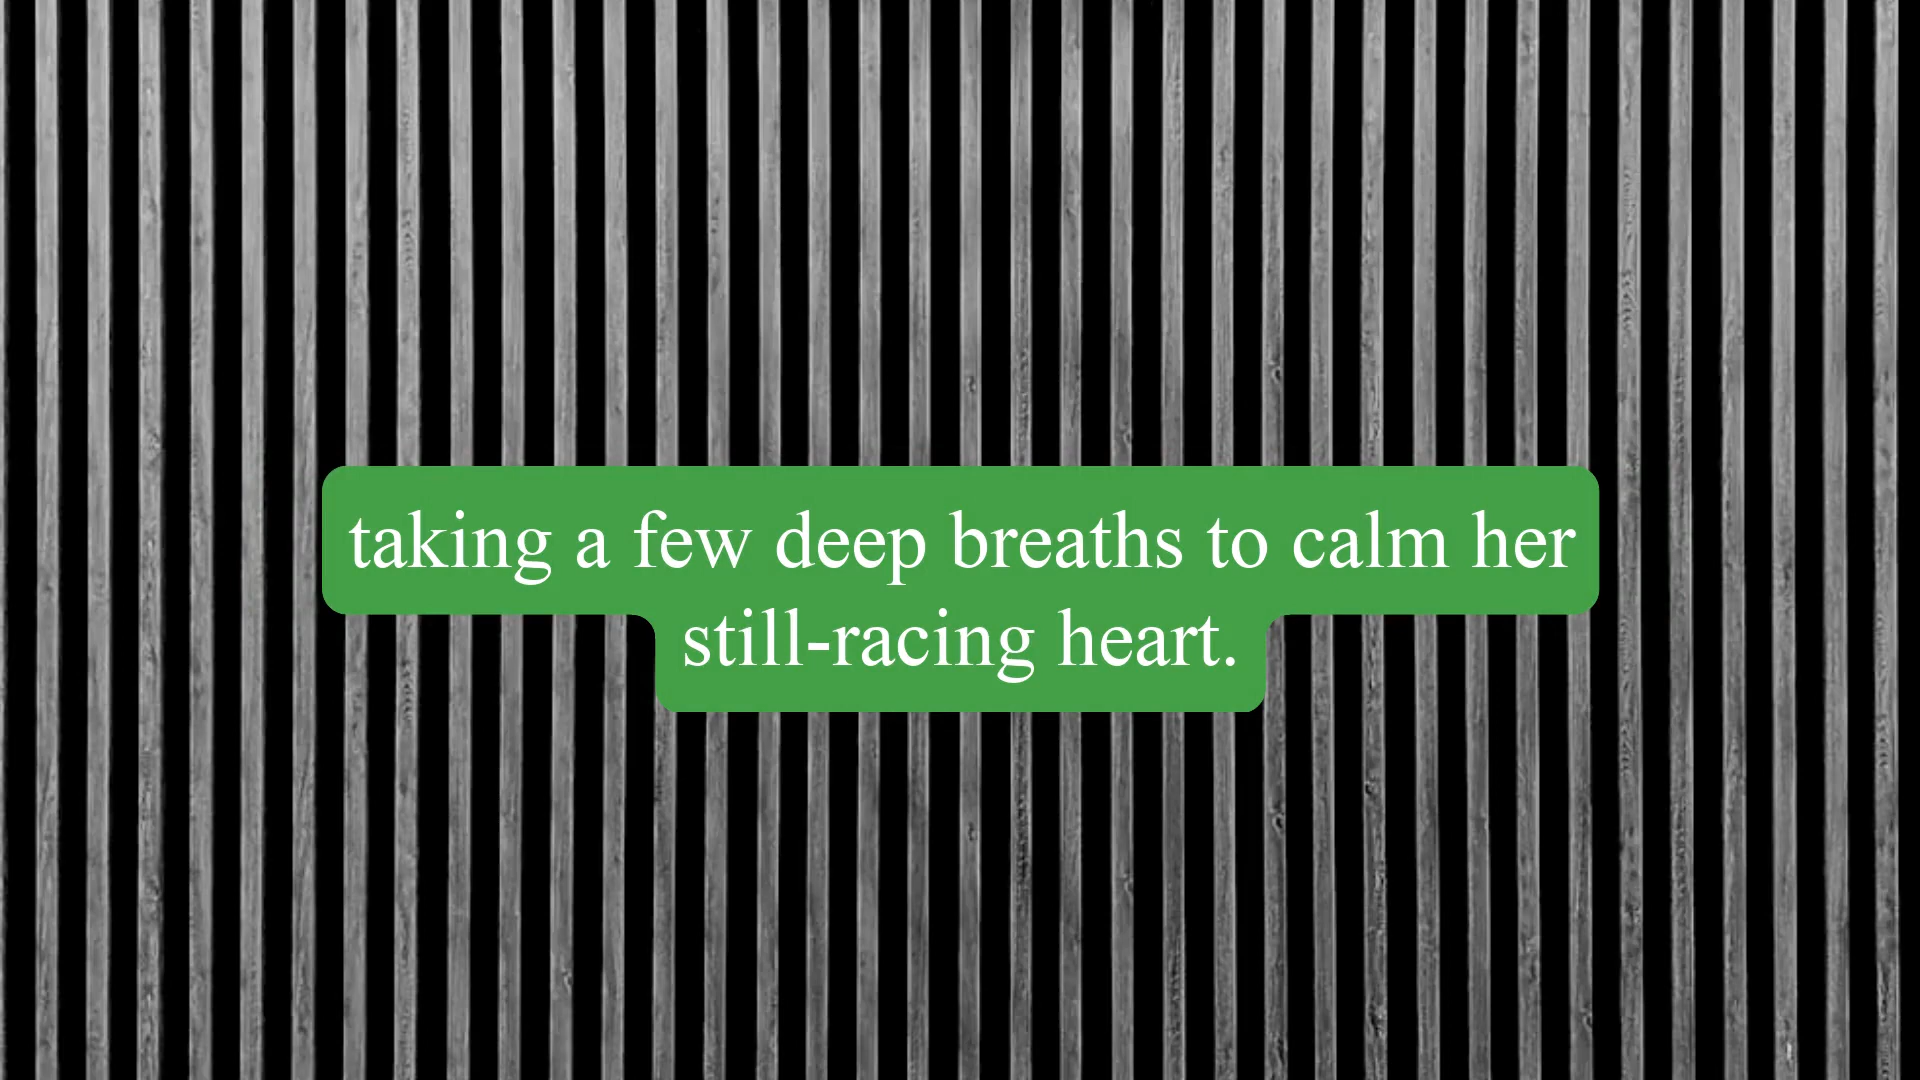 taking a few deep breaths to calm her
still-racing heart.